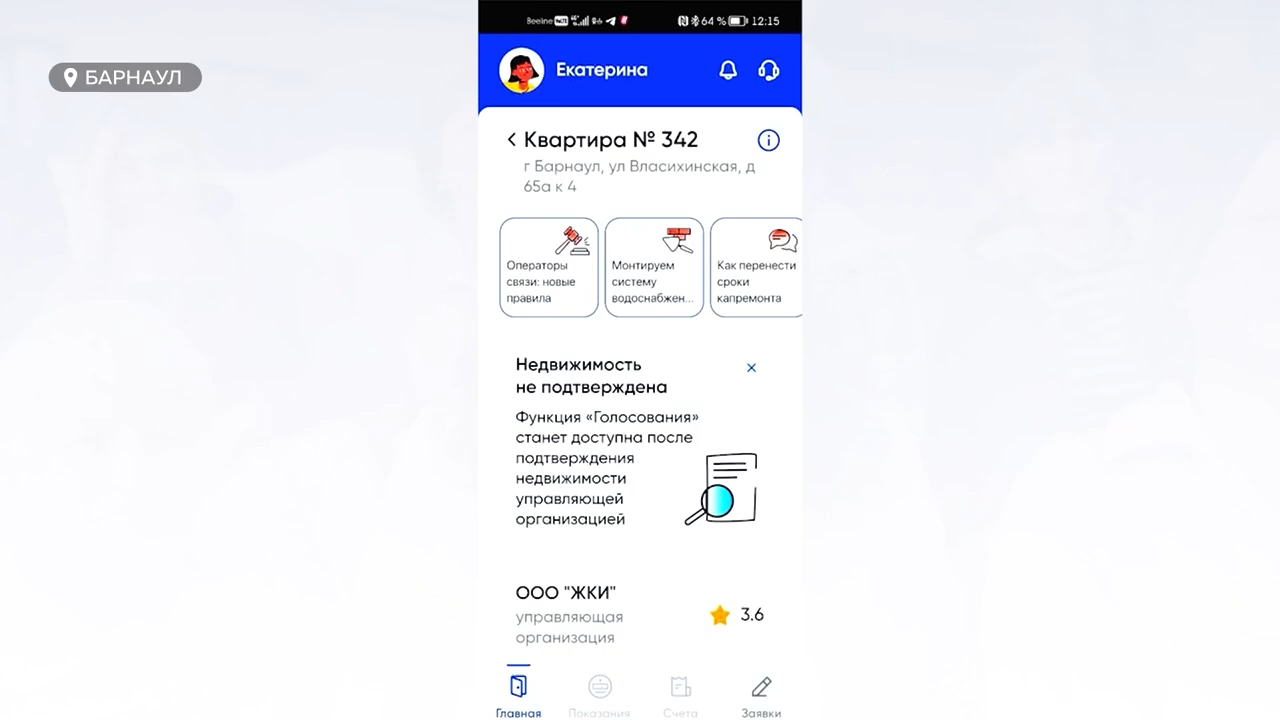 Beeline
64 %
12:15
БАРНАУЛ
Екатерина
Квартира № 342
г Барнаул, ул Власихинская, д
65а к 4
Операторы
связи: новые
правила
Монтируем
систему
водоснабжен...
Как перенести
сроки
капремонта
Недвижимость
не подтверждена
Функция «Голосования»
станет доступна после
подтверждения
недвижимости
управляющей
организацией
ООО "ЖКИ"
управляющая
организация
3.6
Главная
Показания
Счета
Заявки